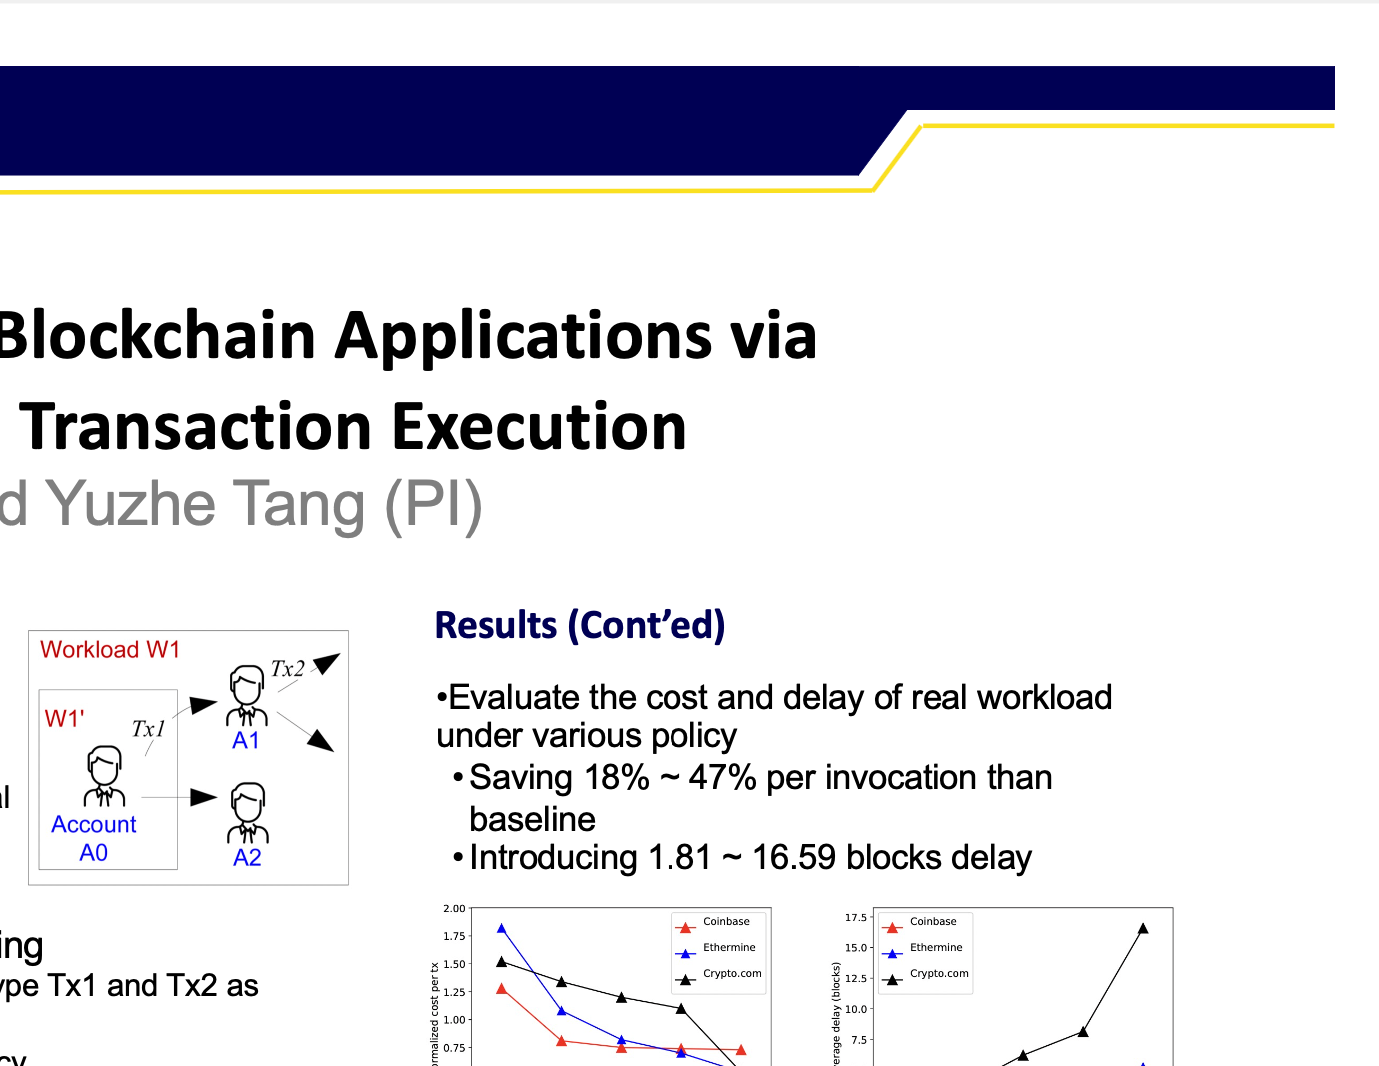 Blockchain Applications via
Transaction Execution
d Yuzhe Tang (PI)
Workload W1
Tx2
W1'
Tx1
A1
Account
A0
A2
al
ing
ype Tx1 and Tx2 as
cy
Results (Cont’ed)
•Evaluate the cost and delay of real workload
under various policy
•Saving 18% ~ 47% per invocation than
baseline
•Introducing 1.81 ~ 16.59 blocks delay
2.00
1.75
1.50
1.25
1.00
0.75
ormalized cost per tx
Coinbase
Ethermine
Crypto.com
17.5
15.0
12.5
10.0
7.5
verage delay (blocks)
Coinbase
Ethermine
Crypto.com